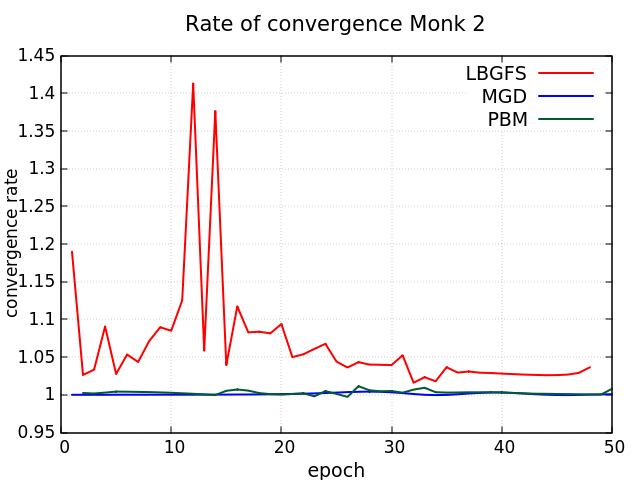 Rate of convergence Monk 2
1.45
1.4
1.35
1.3
1.25
1.2
1.15
1.1
1.05
1
0.95
convergence rate
LBGFS
MGD
PBM
0 10 20 30 40 50
epoch